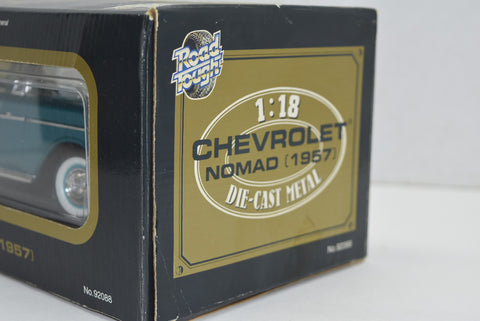 Road
Tough
1:18
CHEVROLET
NOMAD (1957)
DIE-CAST METAL
1957)
No.92088